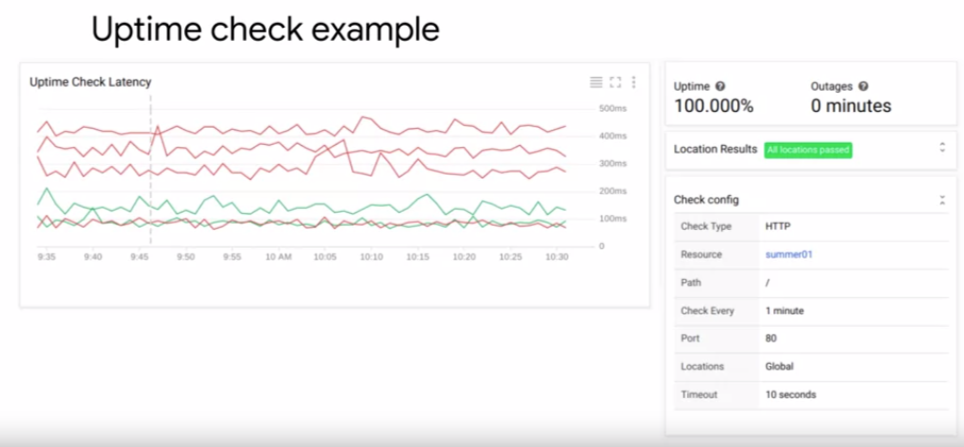 Uptime check example
Uptime Check Latency
500ms
400ms
300ms
200ms
100ms
0
9:35 9:40 9:45 9:50 9:55 10 AM 10:05 10:10 10:15 10:20 10:25 10:30
Uptime Outages
100.000% 0 minutes
Location Results All locations passed
Check config
Check Type HTTP
Resource summer01
Path /
Check Every 1 minute
Port 80
Locations Global
Timeout 10 seconds